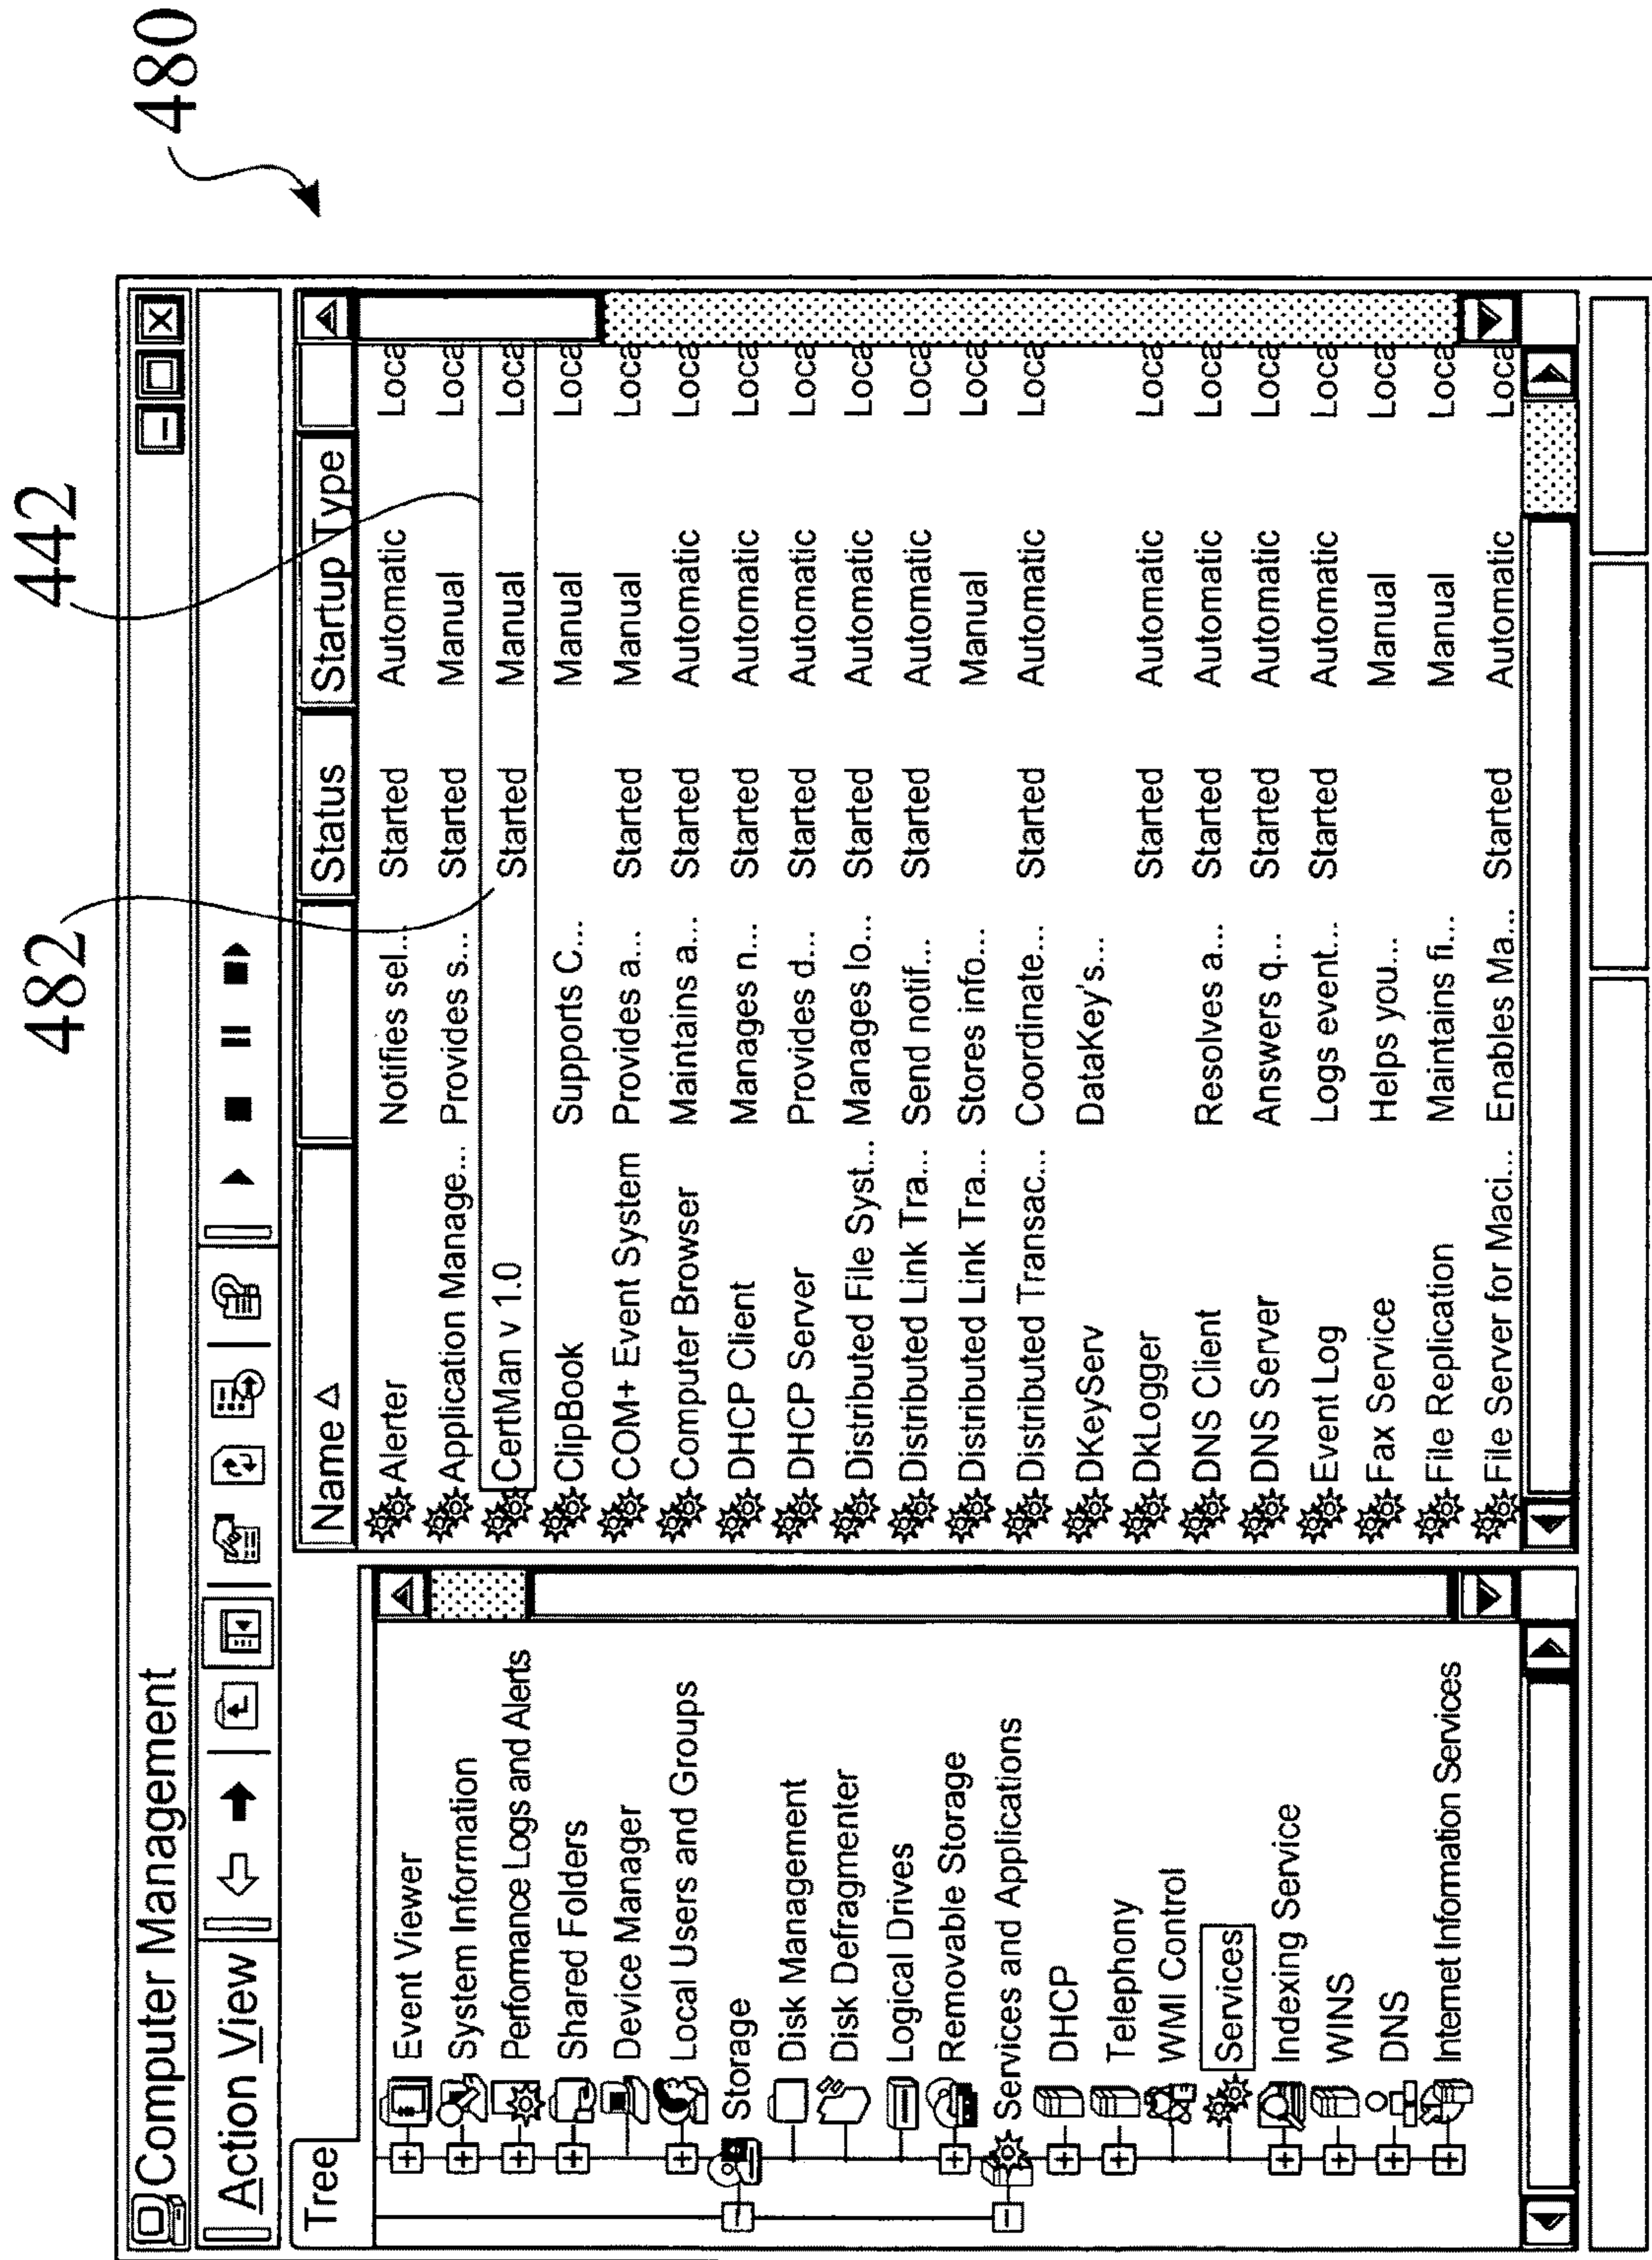 480
442
482
Computer Management
Action View
Tree
Event Viewer
System Information
Performance Logs and Alerts
Shared Folders
Device Manager
Local Users and Groups
Storage
Disk Management
Disk Defragmenter
Logical Drives
Removable Storage
Services and Applications
DHCP
Telephony
WMI Control
Services
Indexing Service
WINS
DNS
Internet Information Services
Name Status Startup Type
Alerter Notifies sel... Started Automatic Loca
Application Manage... Provides s... Started Manual Loca
CertMan v 1.0 Started Manual Loca
ClipBook Supports C... Manual Loca
COM+ Event System Provides a... Started Manual Loca
Computer Browser Maintains a... Started Automatic Loca
DHCP Client Manages n... Started Automatic Loca
DHCP Server Provides d... Started Automatic Loca
Distributed File Syst... Manages lo... Started Automatic Loca
Distributed Link Tra... Send notif... Started Automatic Loca
Distributed Link Tra... Stores info... Manual Loca
Distributed Transac... Coordinate... Started Automatic Loca
DKeyServ DataKey's...
DkLogger Started Automatic Loca
DNS Client Resolves a... Started Automatic Loca
DNS Server Answers q... Started Automatic Loca
Event Log Logs event... Started Automatic Loca
Fax Service Helps you... Manual Loca
File Replication Maintains fi... Manual Loca
File Server for Maci... Enables Ma... Started Automatic Loca